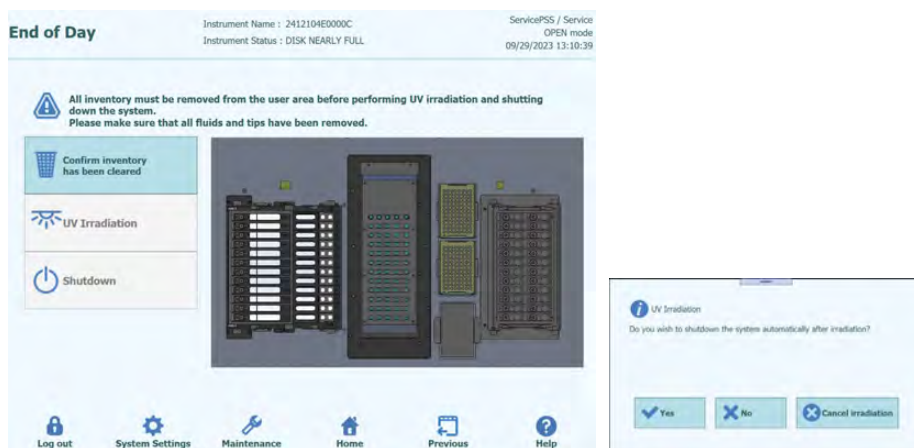 End of Day
Instrument Name : 2412104E0000C
Instrument Status : DISK NEARLY FULL
ServicePSS / Service
OPEN mode
09/29/2023 13:10:39
All inventory must be removed from the user area before performing UV irradiation and shutting
down the system.
Please make sure that all fluids and tips have been removed.
Confirm inventory
has been cleared
UV Irradiation
Shutdown
Log out
System Settings
Maintenance
Home
Previous
Help
UV Irradiation
Do you wish to shutdown the system automatically after irradiation?
Yes
No
Cancel irradiation